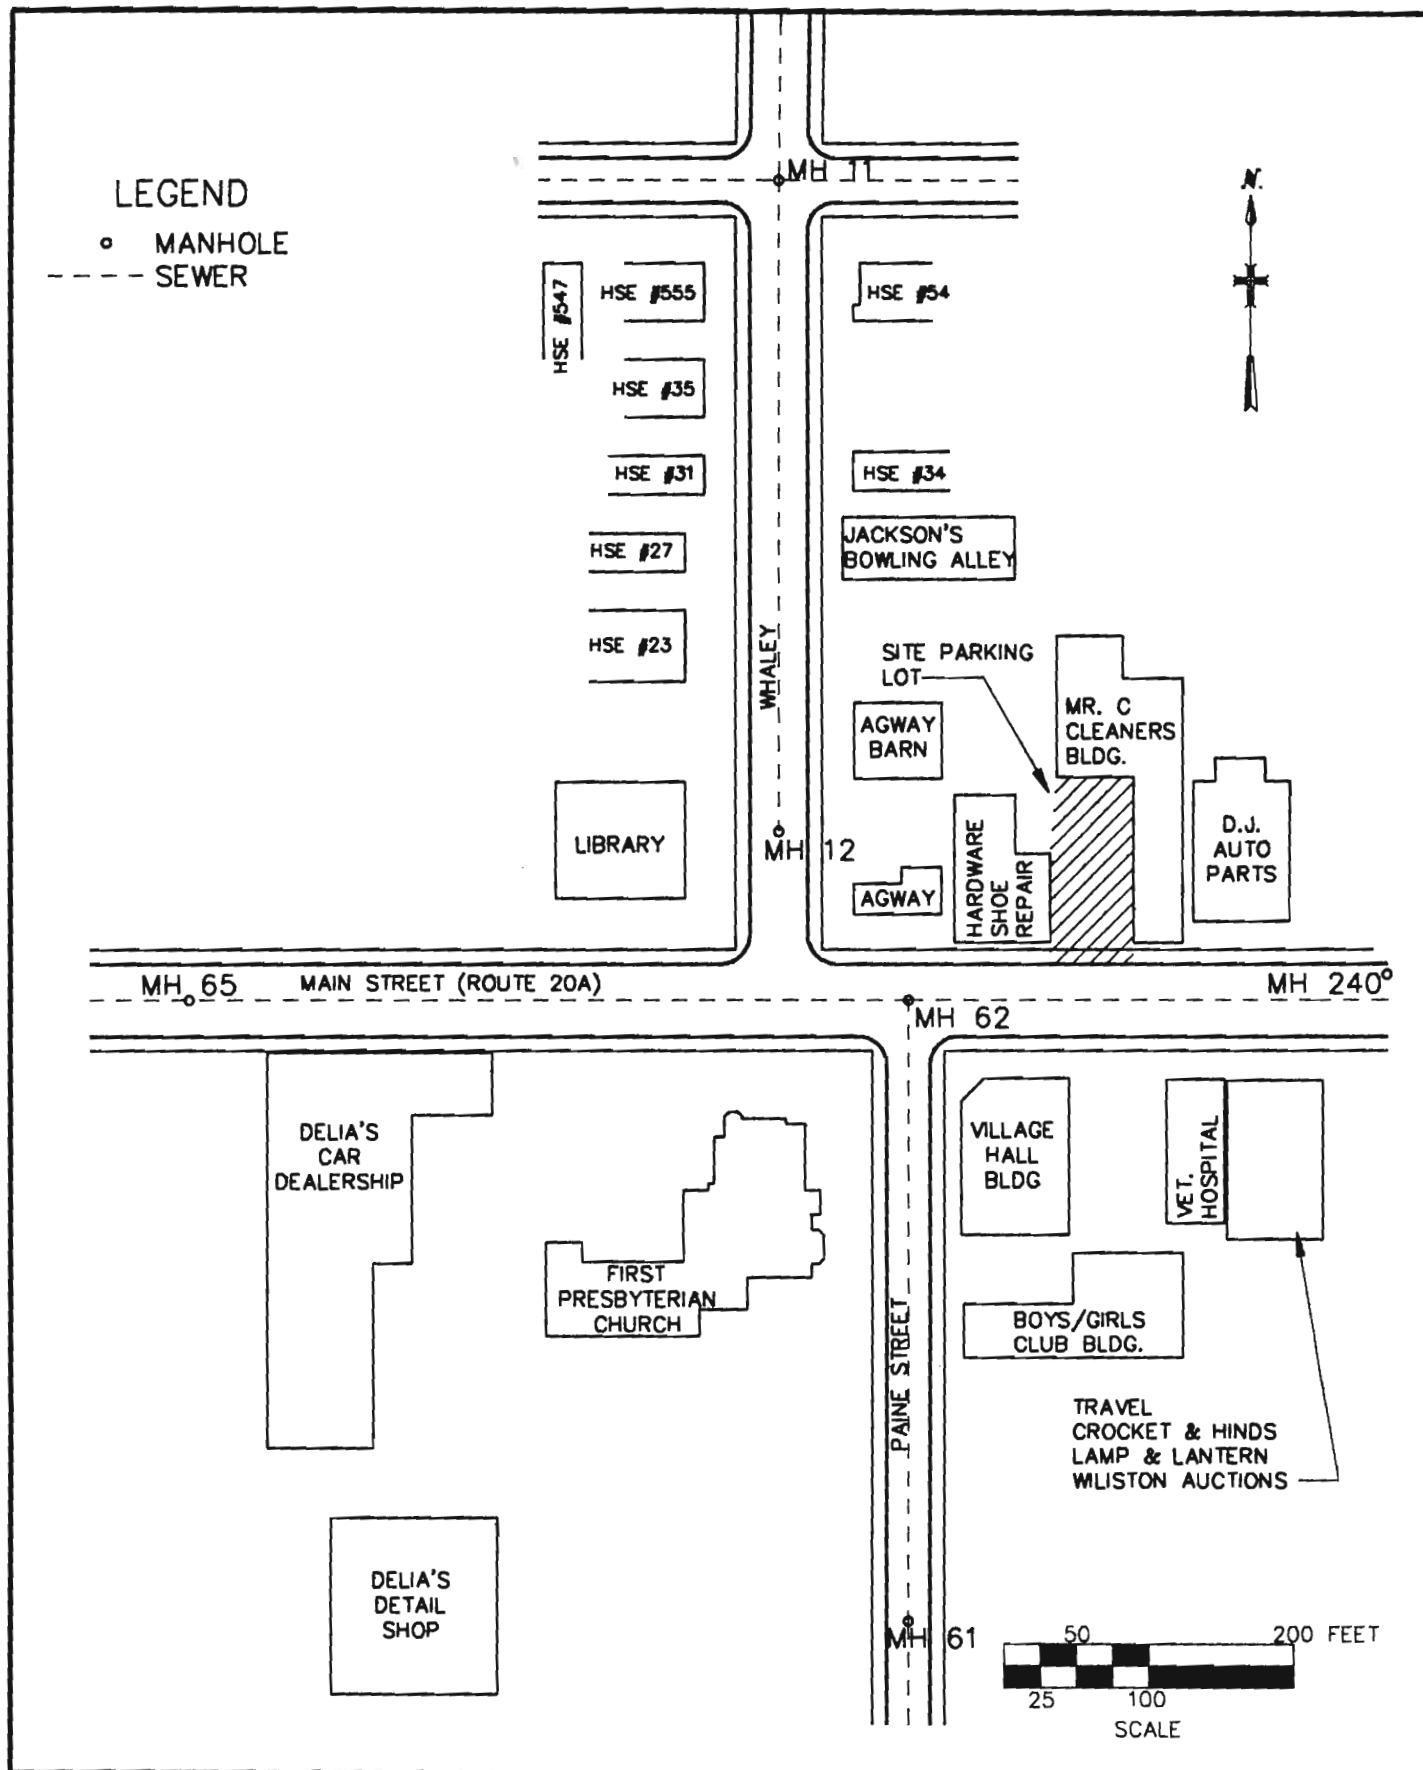 MH 11
N.
LEGEND
MANHOLE
SEWER
HSE #547
HSE #555
HSE #54
HSE #35
HSE #31
HSE #34
JACKSON'S
BOWLING ALLEY
HSE #27
HSE #23
WHALEY
SITE PARKING
LOT
AGWAY
BARN
MR. C
CLEANERS
BLDG.
LIBRARY
MH 12
AGWAY
HARDWARE
SHOE
REPAIR
D.J.
AUTO
PARTS
MH 65
MAIN STREET (ROUTE 20A)
MH 240
MH 62
DELIA'S
CAR
DEALERSHIP
VILLAGE
HALL
BLDG
VET.
HOSPITAL
FIRST
PRESBYTERIAN
CHURCH
PAINE STREET
BOYS/GIRLS
CLUB BLDG.
TRAVEL
CROCKET & HINDS
LAMP & LANTERN
WILISTON AUCTIONS
DELIA'S
DETAIL
SHOP
MH 61
50
200 FEET
25
100
SCALE